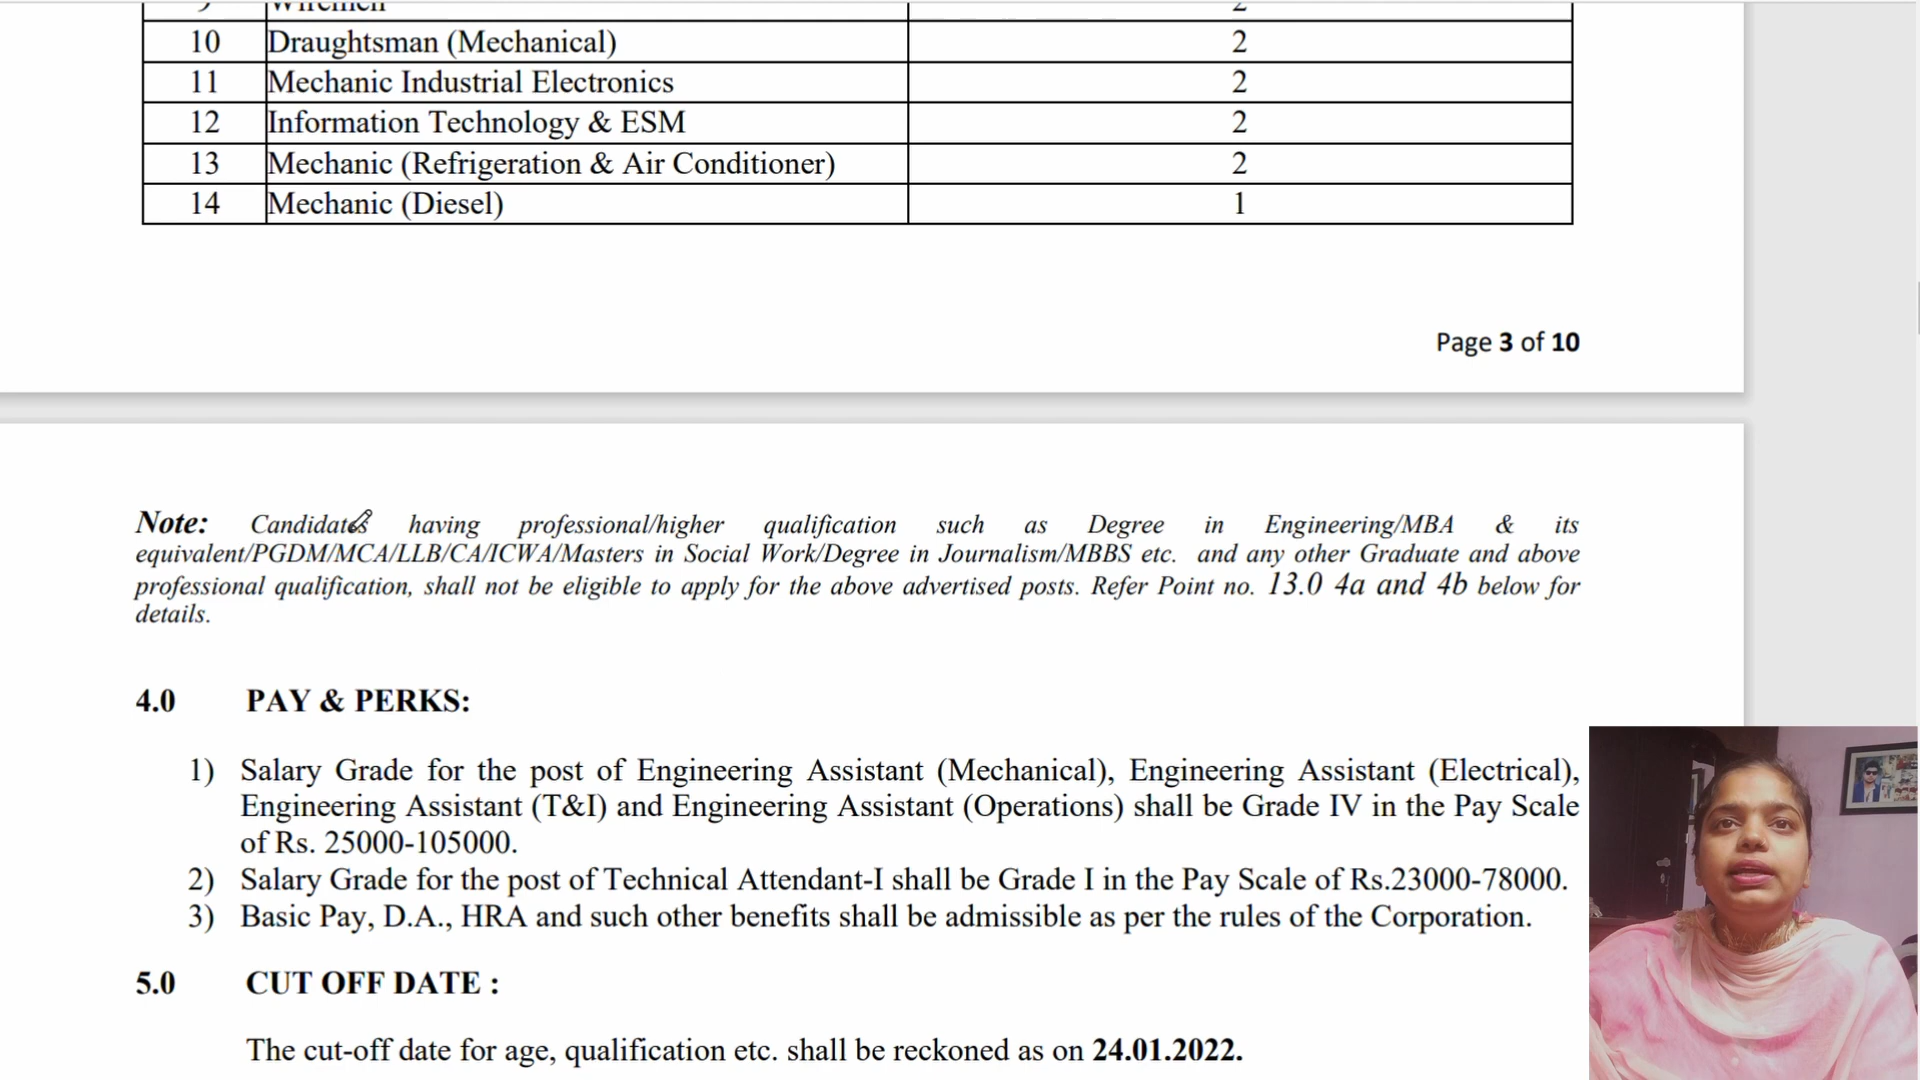 9 Wiremen 2
10 Draughtsman (Mechanical) 2
11 Mechanic Industrial Electronics 2
12 Information Technology & ESM 2
13 Mechanic (Refrigeration & Air Conditioner) 2
14 Mechanic (Diesel) 1
Page 3 of 10
Note: Candidates having professional/higher qualification such as Degree in Engineering/MBA & its
equivalent/PGDM/MCA/LLB/CA/ICWA/Masters in Social Work/Degree in Journalism/MBBS etc. and any other Graduate and above
professional qualification, shall not be eligible to apply for the above advertised posts. Refer Point no. 13.0 4a and 4b below for
details.
4.0 PAY & PERKS:
1) Salary Grade for the post of Engineering Assistant (Mechanical), Engineering Assistant (Electrical),
Engineering Assistant (T&I) and Engineering Assistant (Operations) shall be Grade IV in the Pay Scale
of Rs. 25000-105000.
2) Salary Grade for the post of Technical Attendant-I shall be Grade I in the Pay Scale of Rs.23000-78000.
3) Basic Pay, D.A., HRA and such other benefits shall be admissible as per the rules of the Corporation.
5.0 CUT OFF DATE :
The cut-off date for age, qualification etc. shall be reckoned as on 24.01.2022.